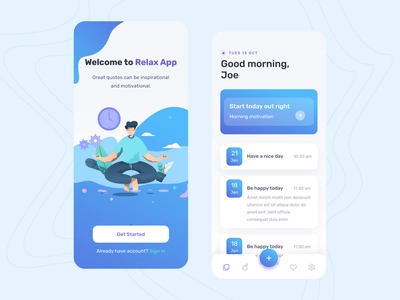 Welcome to Relax App
Great quotes can be inspirational
and motivational.
Get Started
Already have account? Sign in
TUES 13 OCT
Good morning,
Joe
Start today out right
Morning motivation
21
Jan
Have a nice day
10:30 am
18
Jan
Be happy today
11:30 am
Amet minim mollit non deserunt
ullamco est sit aliqua dolor do
amet sint. Velit officia
consequat duis enim
18
Jan
Be happy today
11:30 am